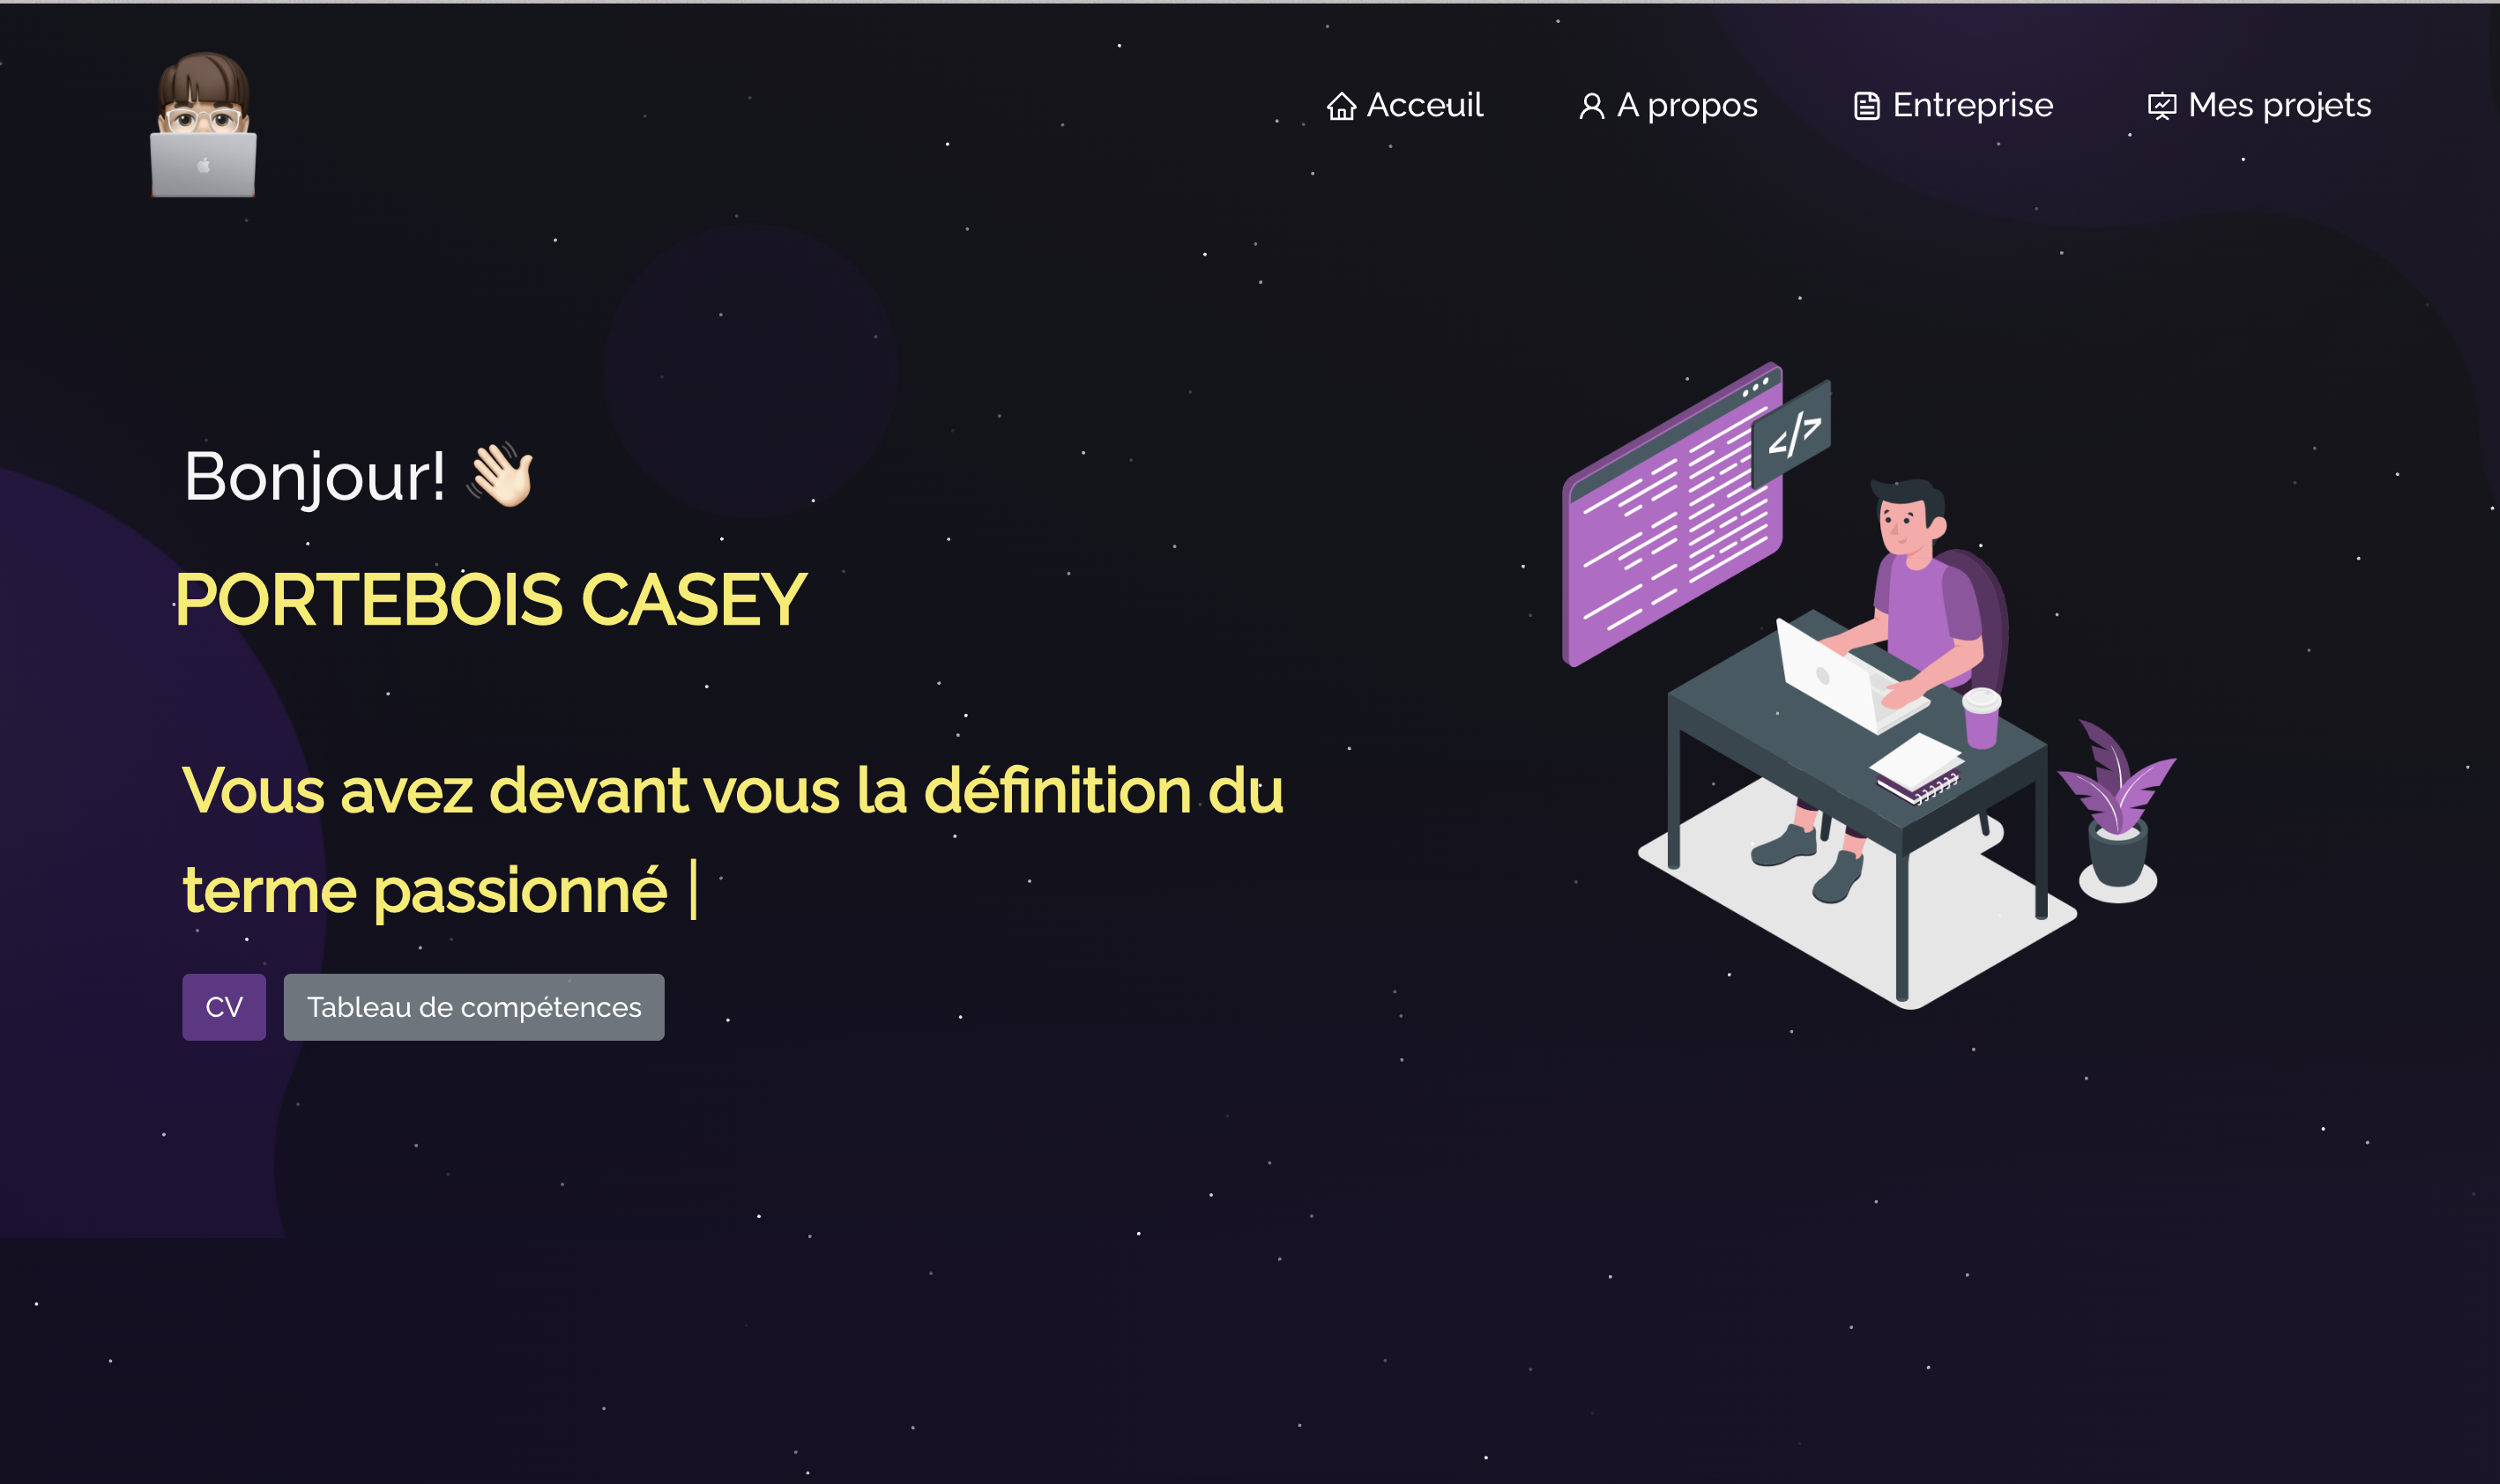 Acceuil
A propos
Entreprise
Mes projets
</>
Bonjour! 👋🏻
PORTEBOIS CASEY
Vous avez devant vous la définition du
terme passionné |
CV
Tableau de compétences